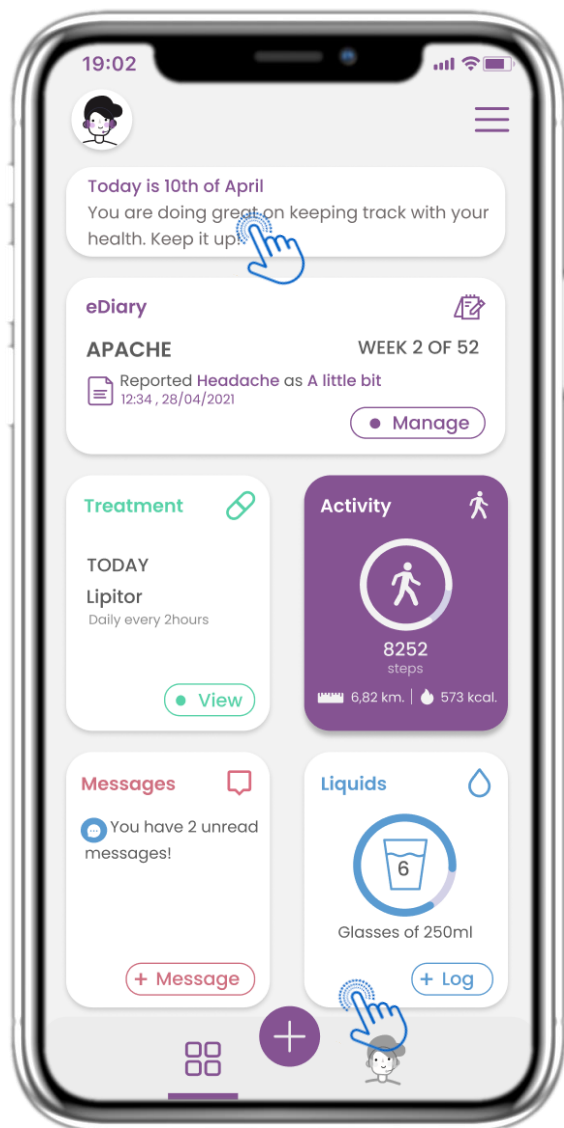 19:02
Today is 10th of April
You are doing great on keeping track with your
health. Keep it up!
eDiary
APACHE
WEEK 2 OF 52
Reported Headache as A little bit
12:34 , 28/04/2021
Manage
Treatment
TODAY
Lipitor
Daily every 2hours
View
Activity
8252
steps
6,82 km. | 573 kcal.
Messages
You have 2 unread
messages!
+ Message
Liquids
6
Glasses of 250ml
+ Log